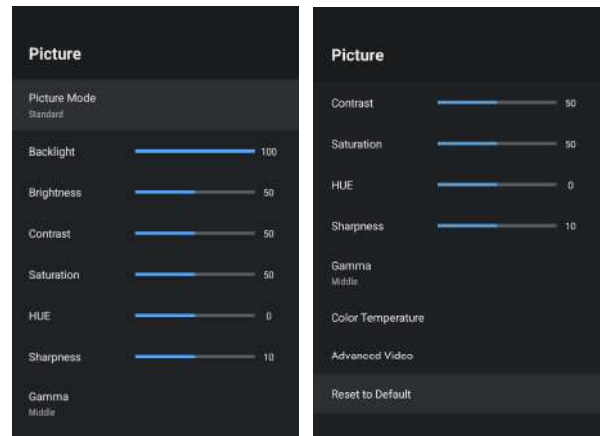 Picture
Picture Mode
Standard
Backlight 100
Brightness 50
Contrast 50
Saturation 50
HUE 0
Sharpness 10
Gamma
Middle
Picture
Contrast 50
Saturation 50
HUE 0
Sharpness 10
Gamma
Middle
Color Temperature
Advanced Video
Reset to Default